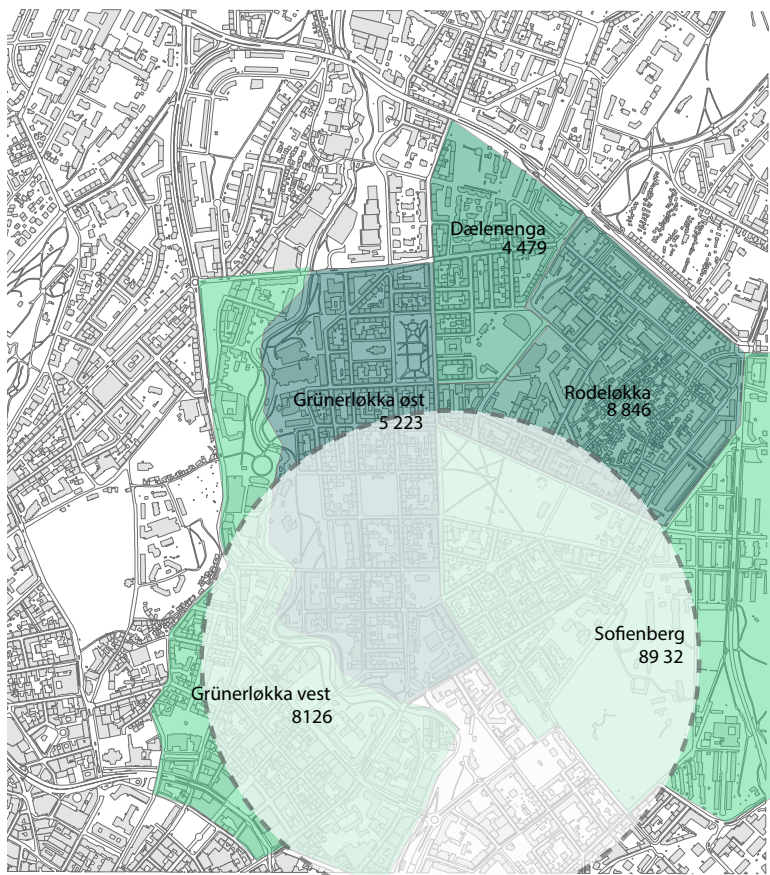 Dælenenga
4 479
Grünerløkka øst
5 223
Rodeløkka
8 846
Sofienberg
89 32
Grünerløkka vest
8126